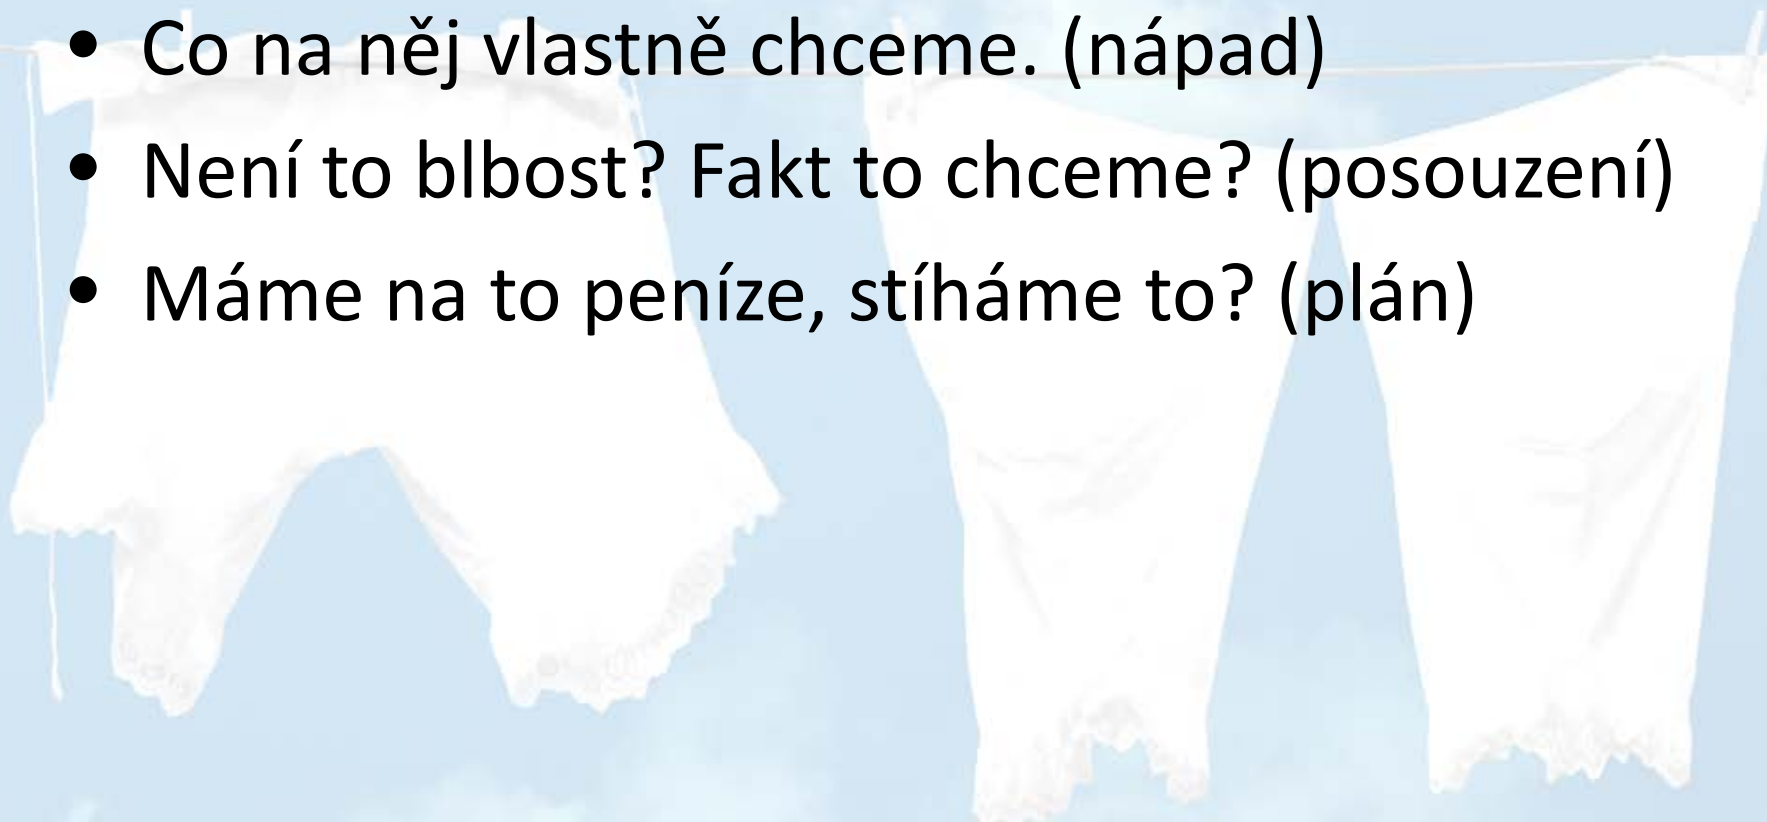 • Co na něj vlastně chceme. (nápad)
• Není to blbost? Fakt to chceme? (posouzení)
• Máme na to peníze, stíháme to? (plán)